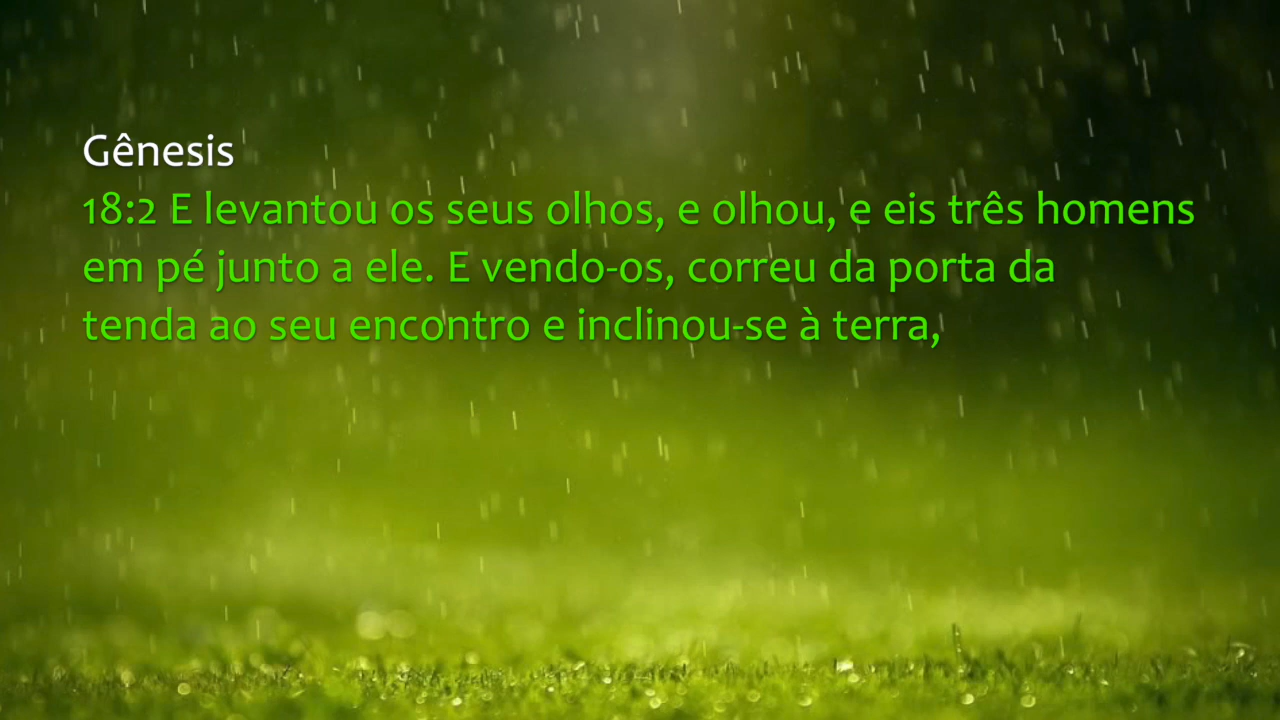 Gênesis
18:2 E levantou os seus olhos, e olhou, e eis três homens
em pé junto a ele. E vendo-os, correu da porta da
tenda ao seu encontro e inclinou-se à terra,